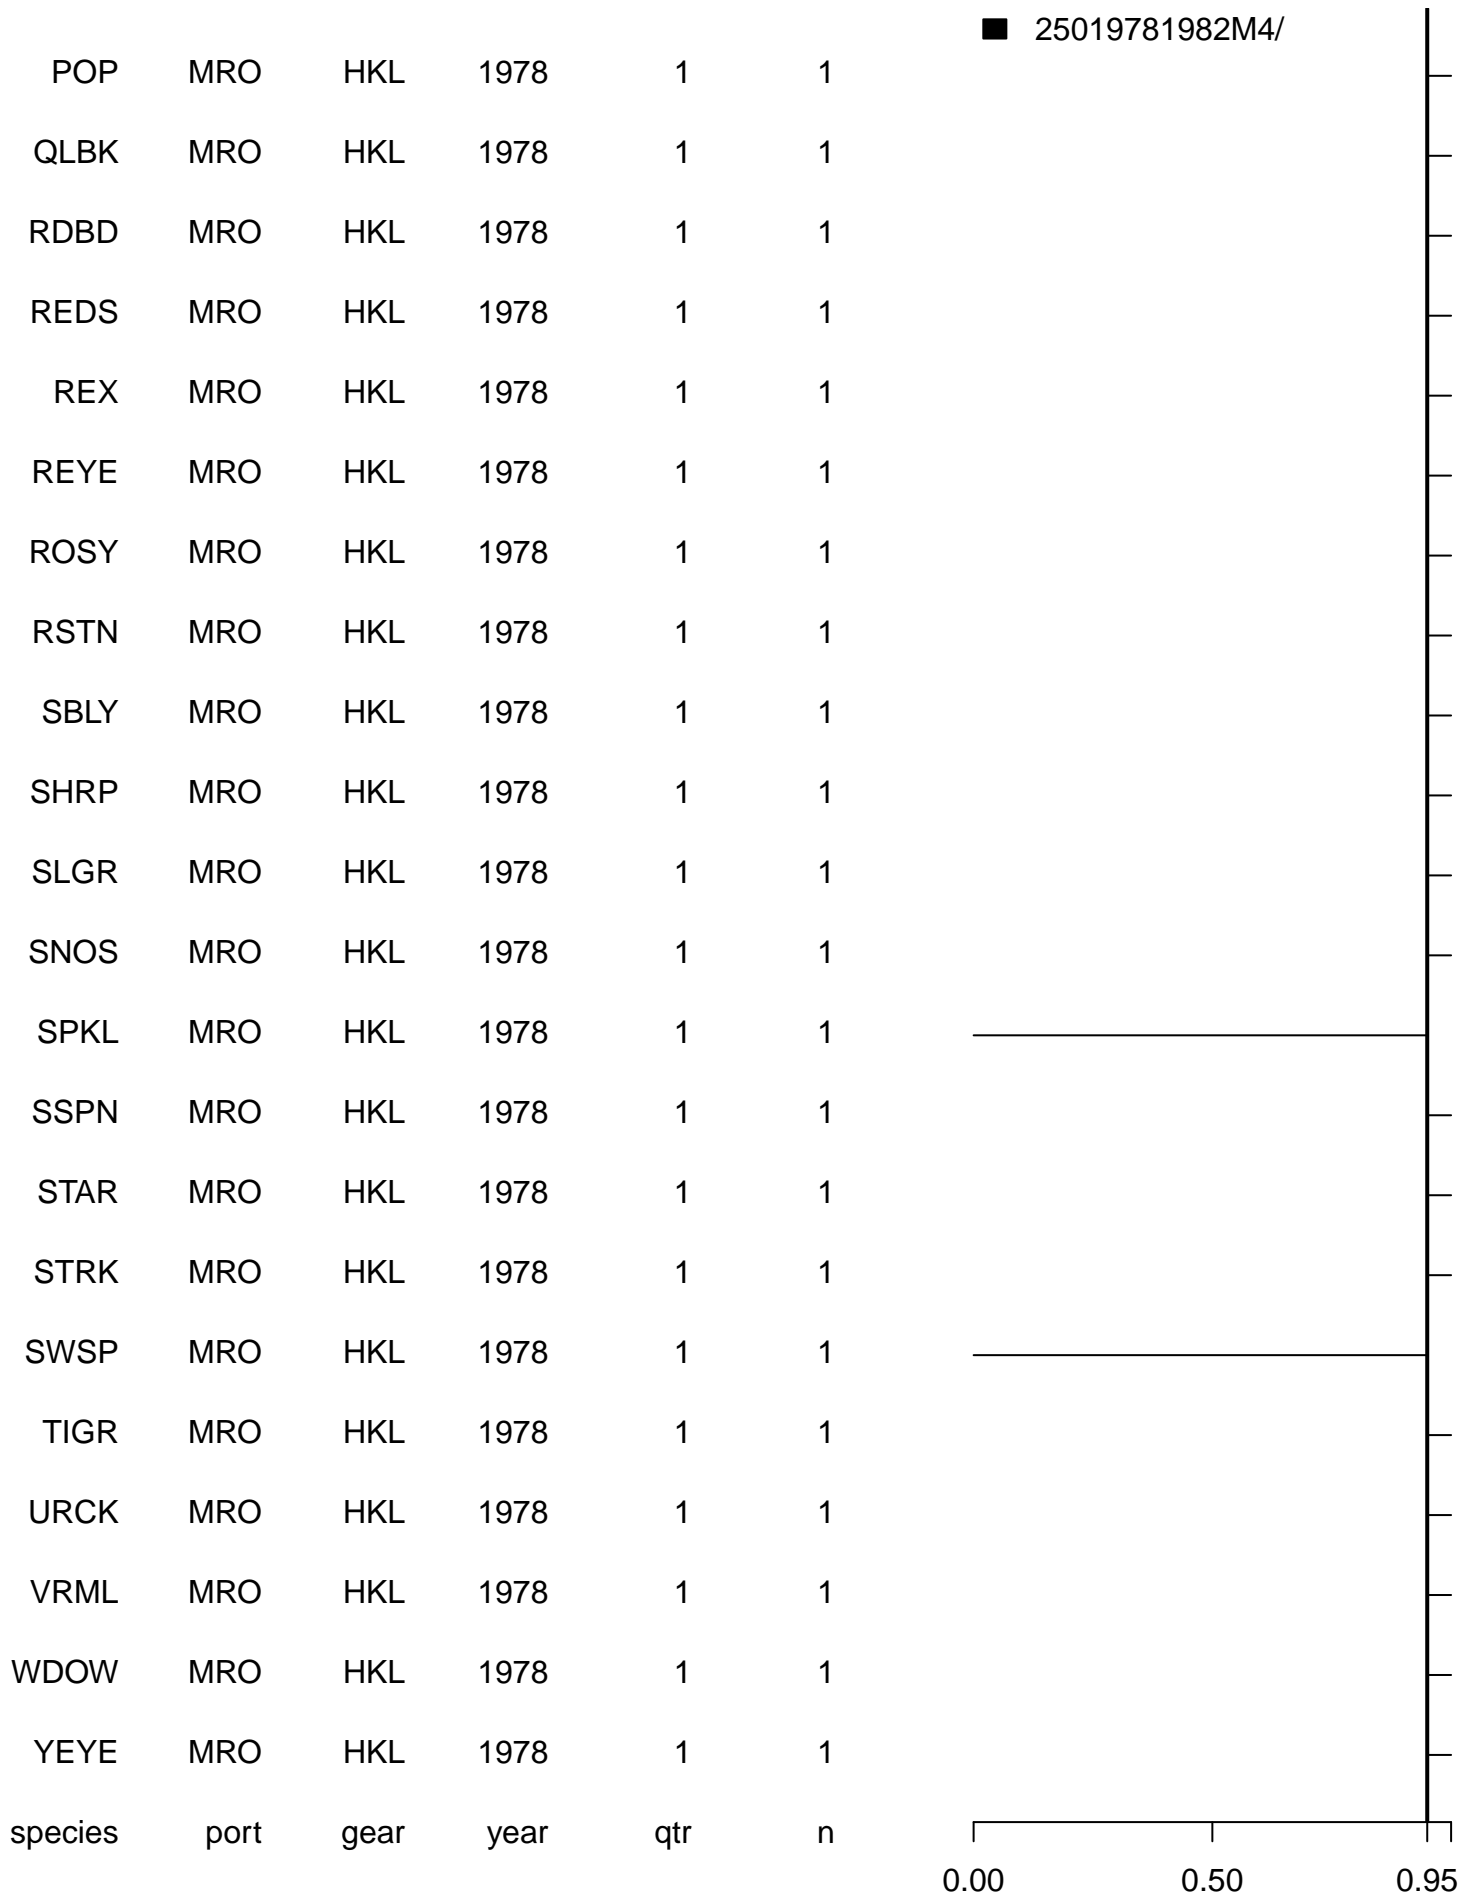 25019781982M4/
POP MRO HKL 1978 1 1
QLBK MRO HKL 1978 1 1
RDBD MRO HKL 1978 1 1
REDS MRO HKL 1978 1 1
REX MRO HKL 1978 1 1
REYE MRO HKL 1978 1 1
ROSY MRO HKL 1978 1 1
RSTN MRO HKL 1978 1 1
SBLY MRO HKL 1978 1 1
SHRP MRO HKL 1978 1 1
SLGR MRO HKL 1978 1 1
SNOS MRO HKL 1978 1 1
SPKL MRO HKL 1978 1 1
SSPN MRO HKL 1978 1 1
STAR MRO HKL 1978 1 1
STRK MRO HKL 1978 1 1
SWSP MRO HKL 1978 1 1
TIGR MRO HKL 1978 1 1
URCK MRO HKL 1978 1 1
VRML MRO HKL 1978 1 1
WDOW MRO HKL 1978 1 1
YEYE MRO HKL 1978 1 1
species port gear year qtr n
0.00 0.50 0.95